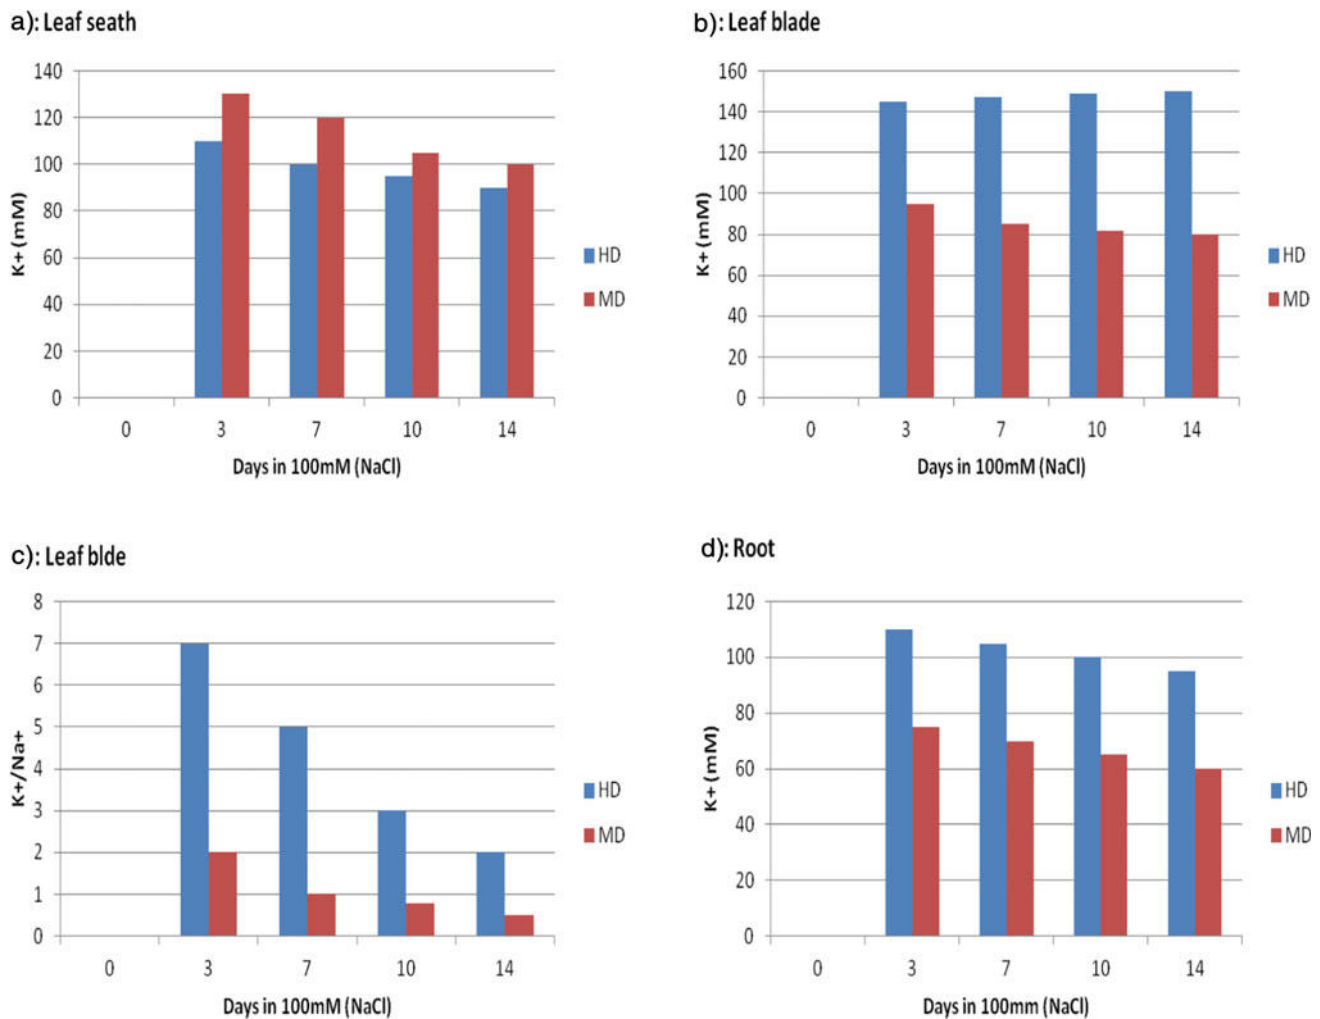 a): Leaf seath
140
120
100
80
60
40
20
0
K+ (mM)
0 3 7 10 14
Days in 100mM (NaCl)
HD
MD
b): Leaf blade
160
140
120
100
80
60
40
20
0
K+ (mM)
0 3 7 10 14
Days in 100mM (NaCl)
HD
MD
c): Leaf blde
8
7
6
5
4
3
2
1
0
K+/Na+
0 3 7 10 14
Days in 100mM (NaCl)
HD
MD
d): Root
120
100
80
60
40
20
0
K+ (mM)
0 3 7 10 14
Days in 100mm (NaCl)
HD
MD